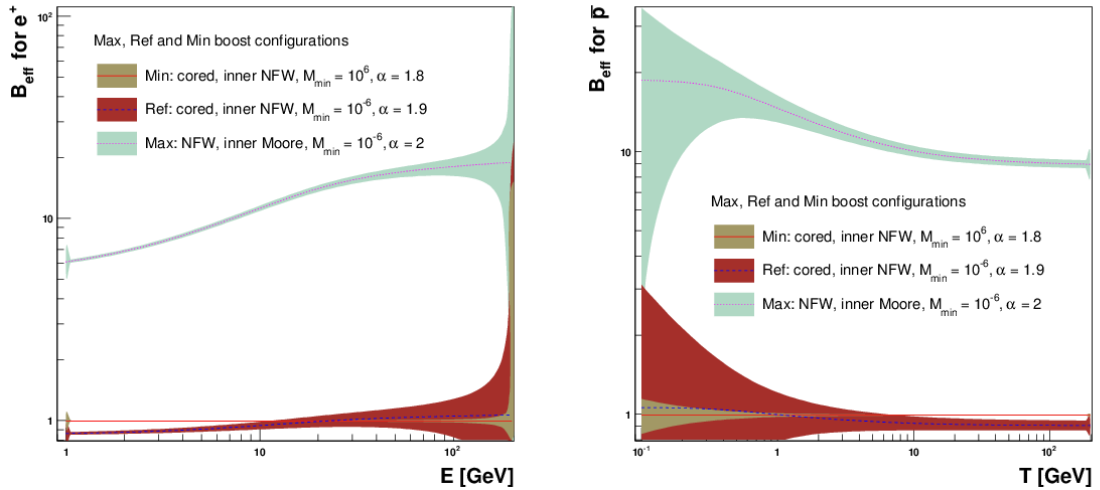 B_eff for e⁺
10²
10
1
Max, Ref and Min boost configurations
Min: cored, inner NFW, M_min = 10⁶, α = 1.8
Ref: cored, inner NFW, M_min = 10⁻⁶, α = 1.9
Max: NFW, inner Moore, M_min = 10⁻⁶, α = 2
1 10 10²
E [GeV]
B_eff for p̅
10
1
Max, Ref and Min boost configurations
Min: cored, inner NFW, M_min = 10⁶, α = 1.8
Ref: cored, inner NFW, M_min = 10⁻⁶, α = 1.9
Max: NFW, inner Moore, M_min = 10⁻⁶, α = 2
10⁻¹ 1 10 10²
T [GeV]